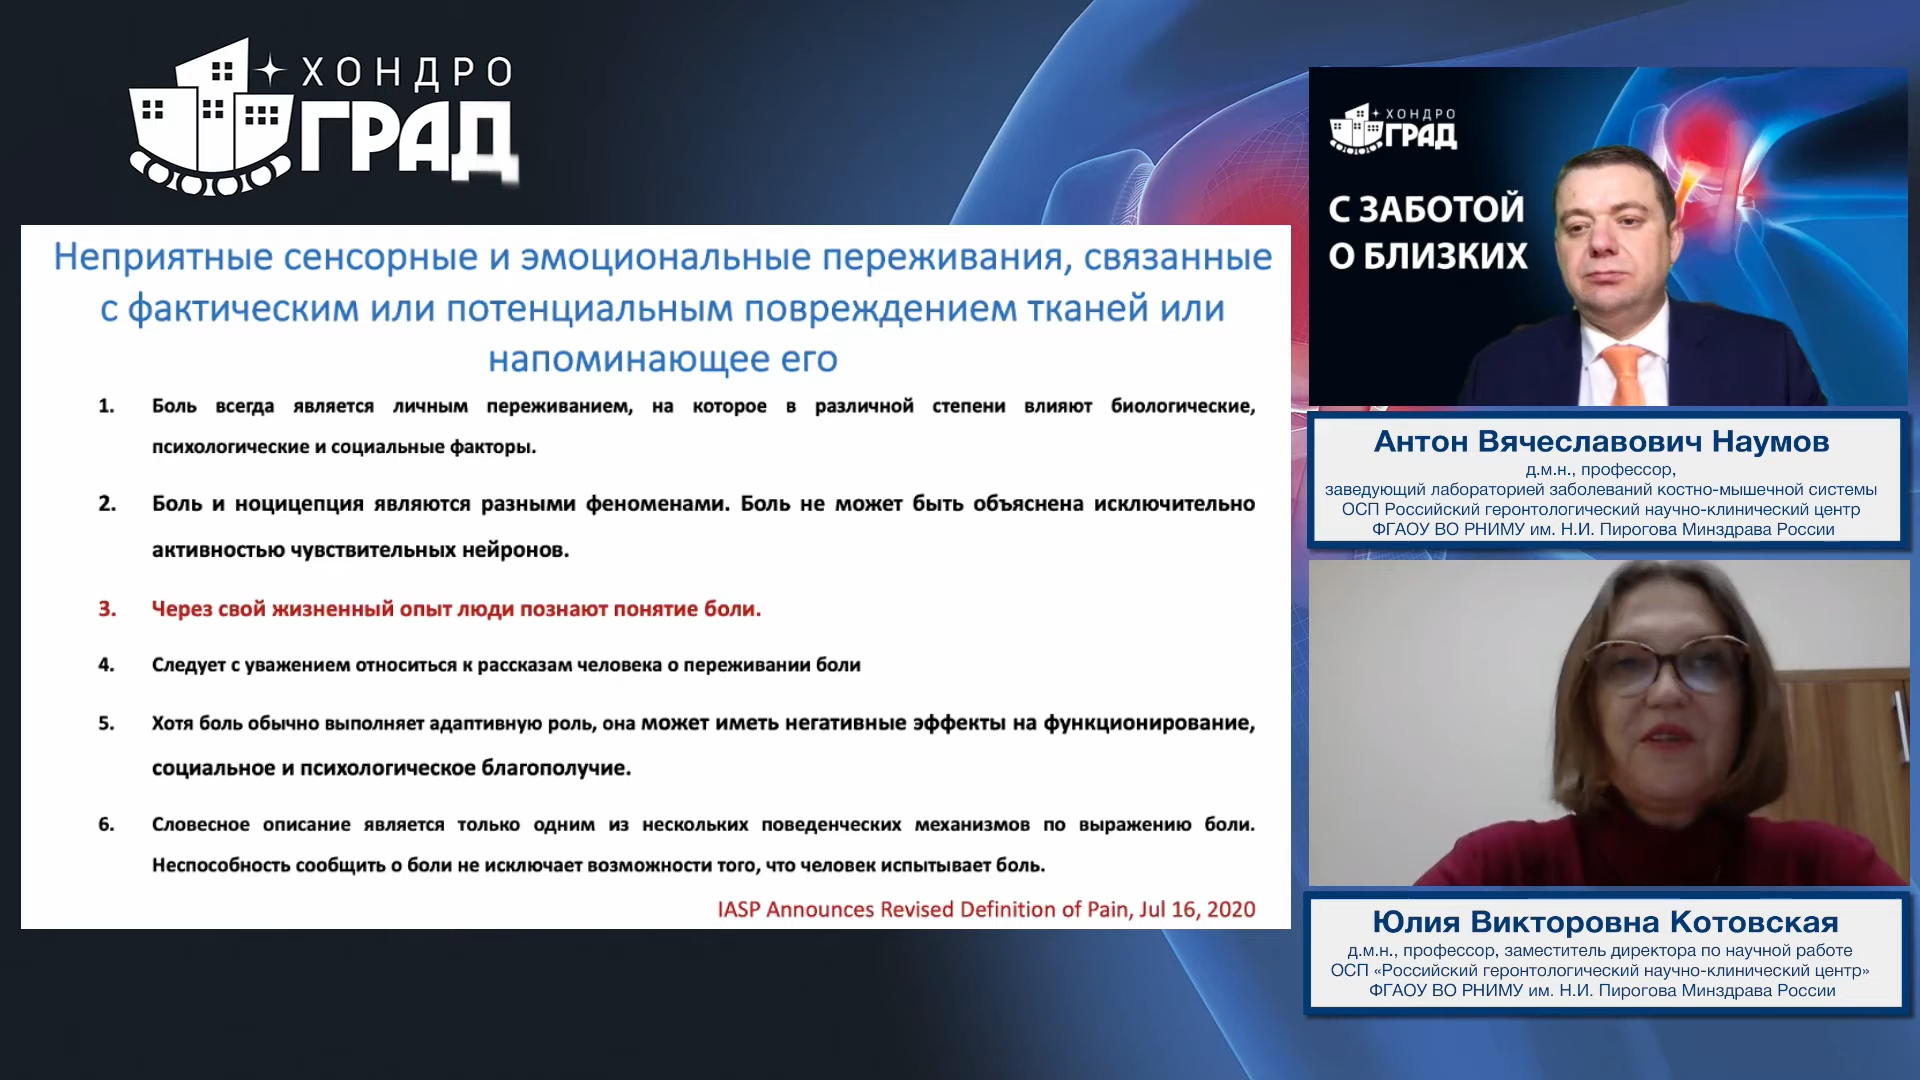 ХОНДРО
ГРАД
Неприятные сенсорные и эмоциональные переживания, связанные
с фактическим или потенциальным повреждением тканей или
напоминающее его
1. Боль всегда является личным переживанием, на которое в различной степени влияют биологические,
психологические и социальные факторы.
2. Боль и ноцицепция являются разными феноменами. Боль не может быть объяснена исключительно
активностью чувствительных нейронов.
3. Через свой жизненный опыт люди познают понятие боли.
4. Следует с уважением относиться к рассказам человека о переживании боли
5. Хотя боль обычно выполняет адаптивную роль, она может иметь негативные эффекты на функционирование,
социальное и психологическое благополучие.
6. Словесное описание является только одним из нескольких поведенческих механизмов по выражению боли.
Неспособность сообщить о боли не исключает возможности того, что человек испытывает боль.
IASP Announces Revised Definition of Pain, Jul 16, 2020
ХОНДРО
ГРАД
С ЗАБОТОЙ
О БЛИЗКИХ
Антон Вячеславович Наумов
д.м.н., профессор,
заведующий лабораторией заболеваний костно-мышечной системы
ОСП Российский геронтологический научно-клинический центр
ФГАОУ ВО РНИМУ им. Н.И. Пирогова Минздрава России
Юлия Викторовна Котовская
д.м.н., профессор, заместитель директора по научной работе
ОСП «Российский геронтологический научно-клинический центр»
ФГАОУ ВО РНИМУ им. Н.И. Пирогова Минздрава России